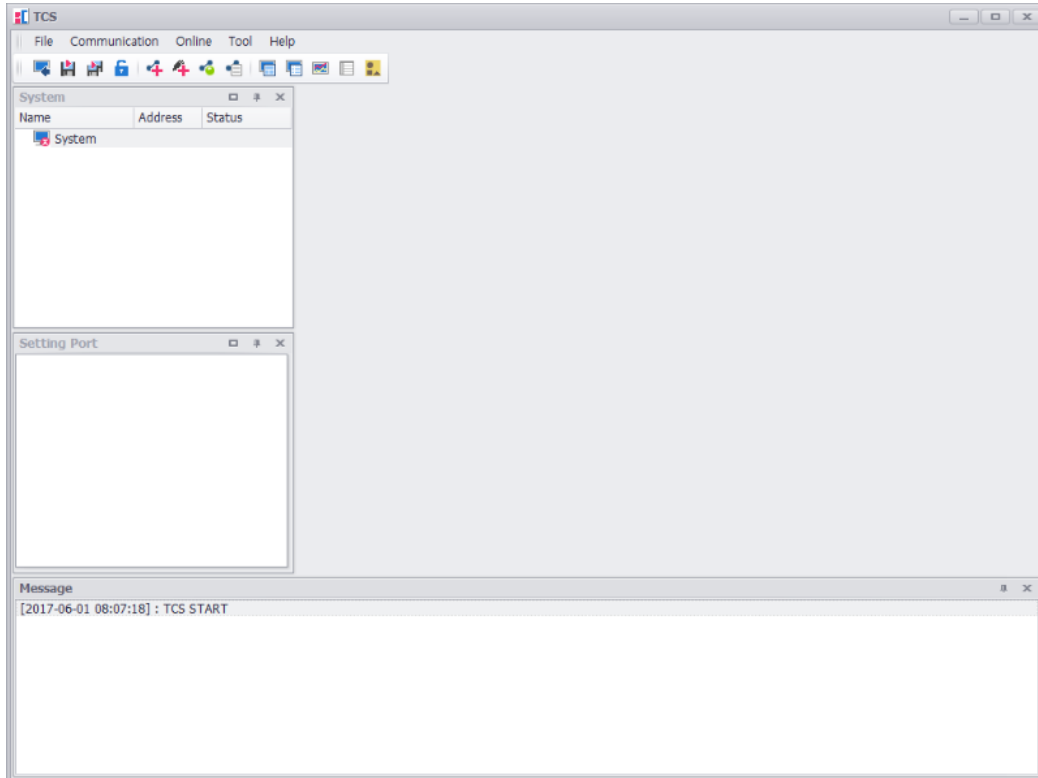 TCS
File Communication Online Tool Help
System
Name Address Status
System
Setting Port
Message
[2017-06-01 08:07:18] : TCS START